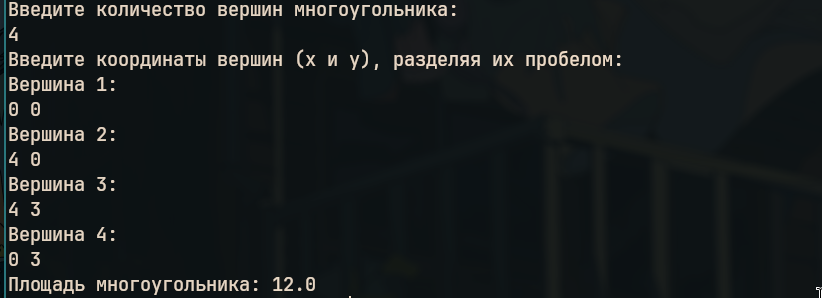 Введите количество вершин многоугольника:
4
Введите координаты вершин (x и y), разделяя их пробелом:
Вершина 1:
0 0
Вершина 2:
4 0
Вершина 3:
4 3
Вершина 4:
0 3
Площадь многоугольника: 12.0